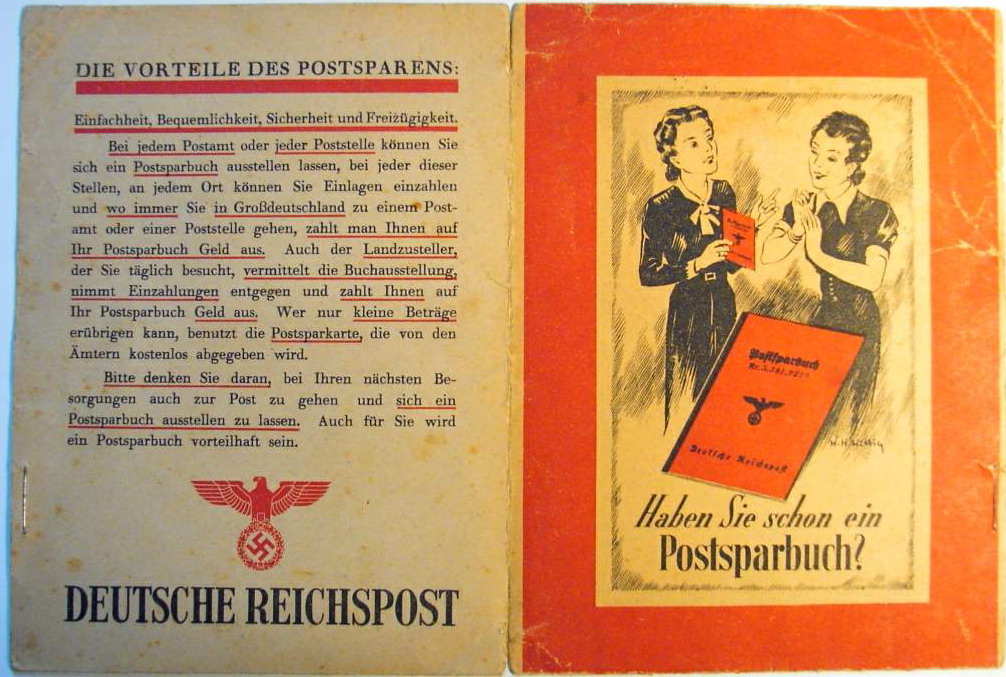 DIE VORTEILE DES POSTSPARENS:
Einfachheit, Bequemlichkeit, Sicherheit und Freizügigkeit.
Bei jedem Postamt oder jeder Poststelle können Sie
sich ein Postsparbuch ausstellen lassen, bei jeder dieser
Stellen, an jedem Ort können Sie Einlagen einzahlen
und wo immer Sie in Großdeutschland zu einem Post-
amt oder einer Poststelle gehen, zahlt man Ihnen auf
Ihr Postsparbuch Geld aus. Auch der Landzusteller,
der Sie täglich besucht, vermittelt die Buchausstellung,
nimmt Einzahlungen entgegen und zahlt Ihnen auf
Ihr Postsparbuch Geld aus. Wer nur kleine Beträge
erübrigen kann, benutzt die Postsparkarte, die von den
Ämtern kostenlos abgegeben wird.
Bitte denken Sie daran, bei Ihren nächsten Be-
sorgungen auch zur Post zu gehen und sich ein
Postsparbuch ausstellen zu lassen. Auch für Sie wird
ein Postsparbuch vorteilhaft sein.
DEUTSCHE REICHSPOST
Postsparbuch
Deutsche Reichspost
Haben Sie schon ein
Postsparbuch?